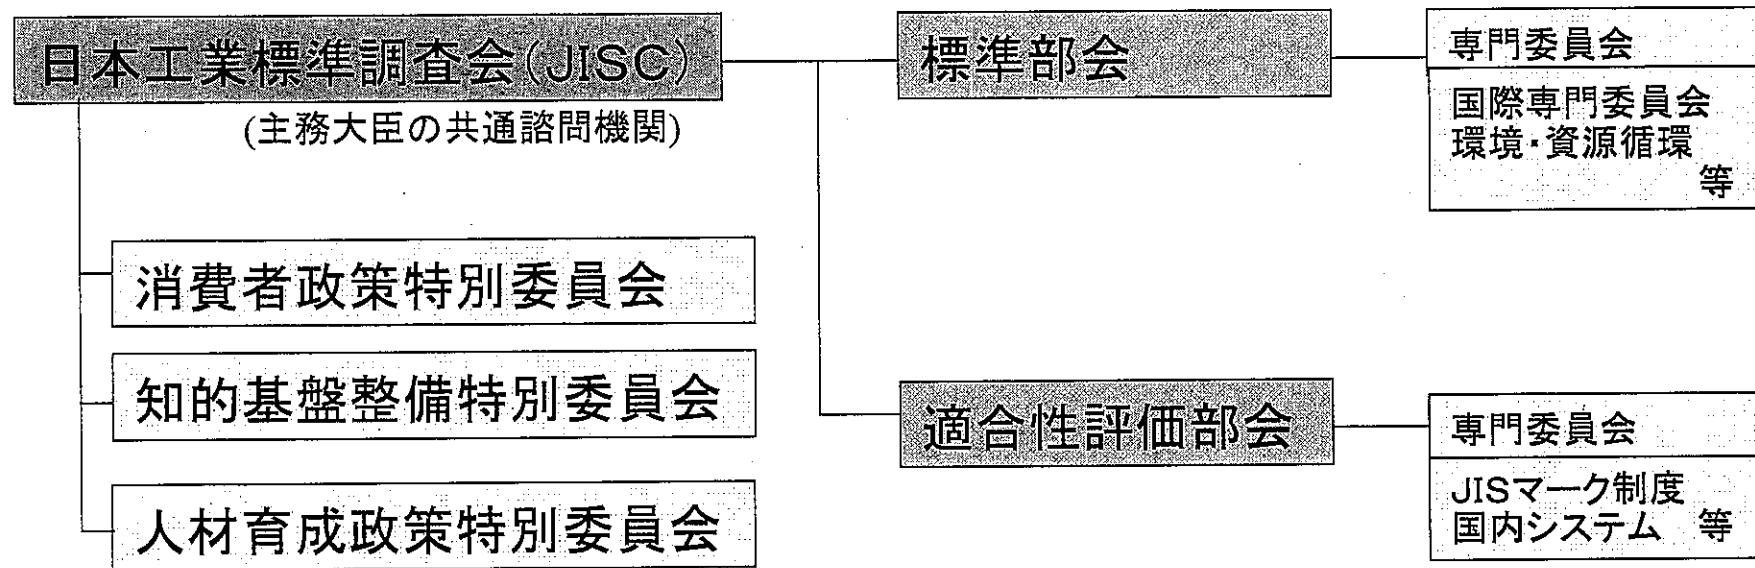 日本工業標準調査会(JISC)
(主務大臣の共通諮問機関)
消費者政策特別委員会
知的基盤整備特別委員会
人材育成政策特別委員会
標準部会
専門委員会
国際専門委員会
環境・資源循環
等
適合性評価部会
専門委員会
JISマーク制度
国内システム 等